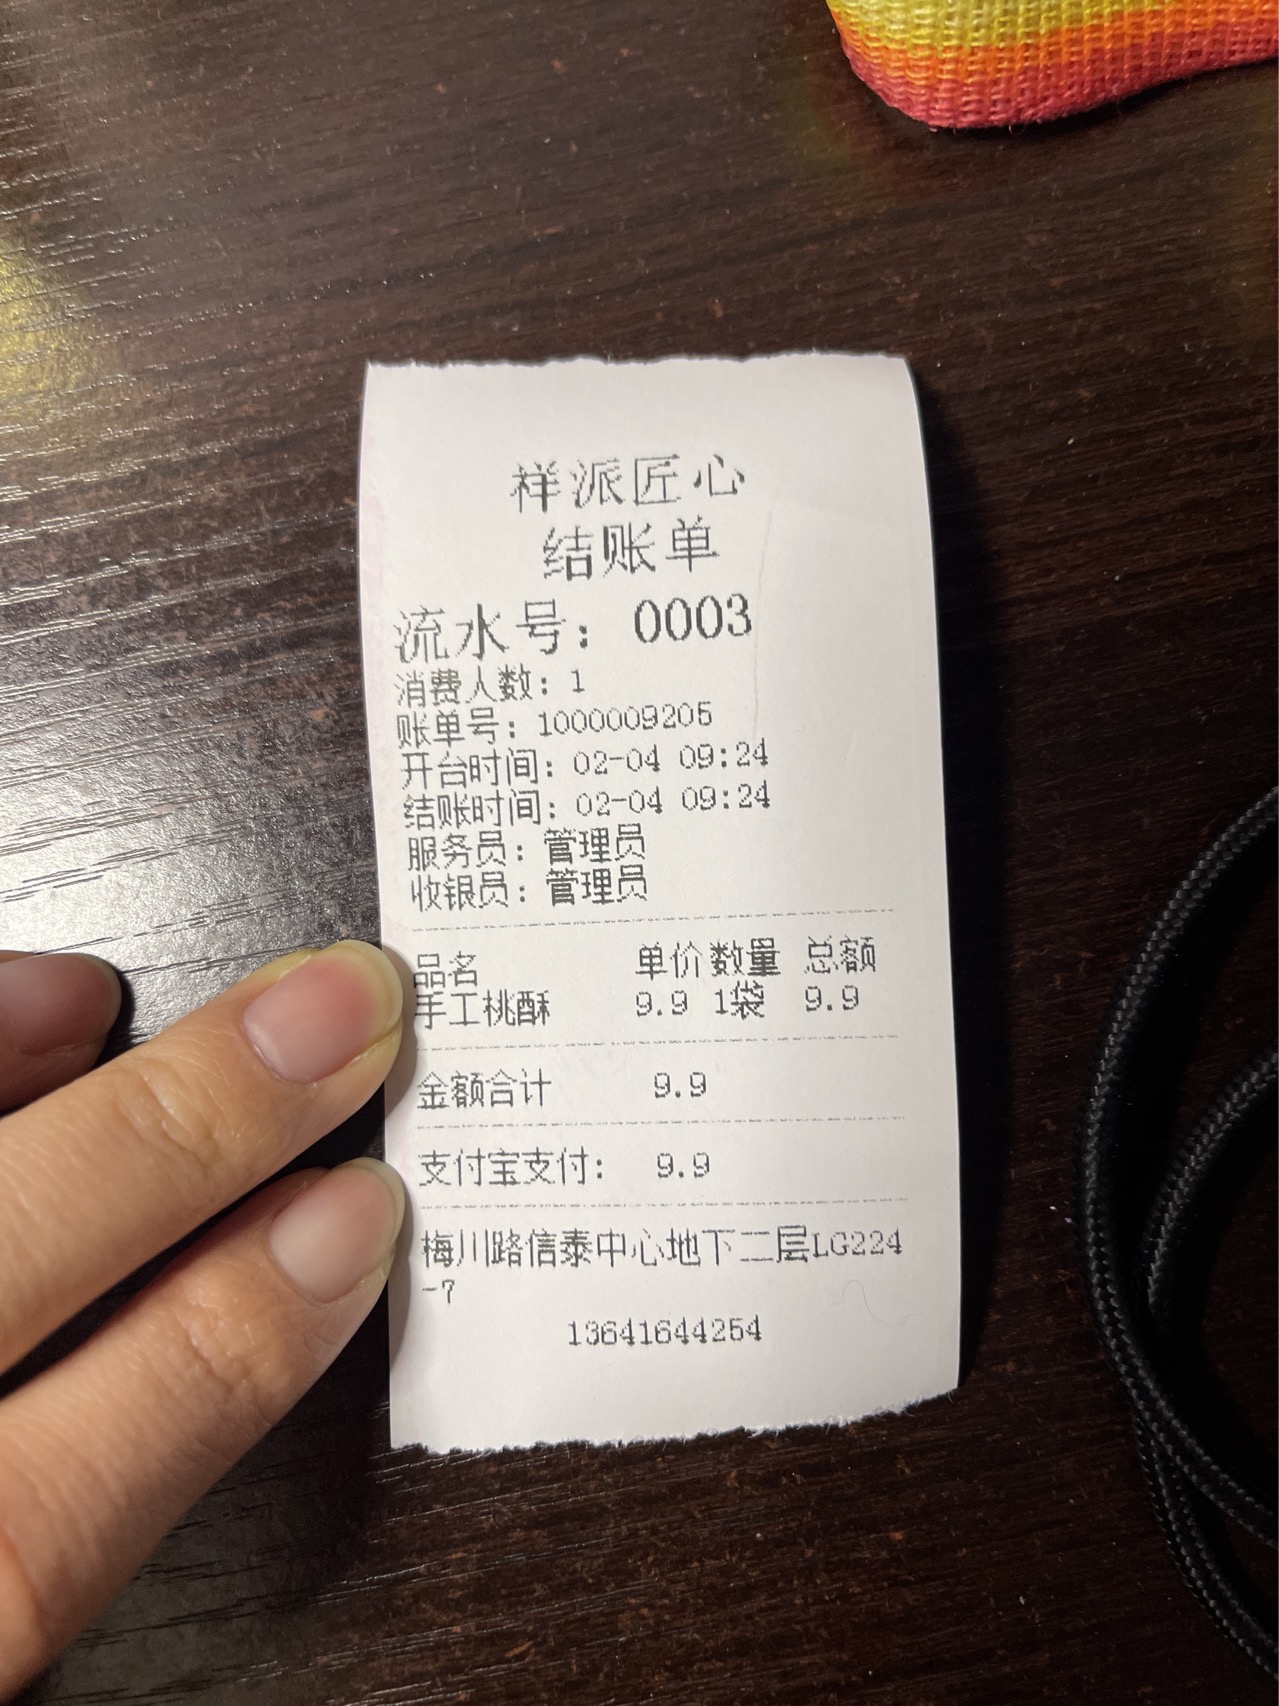 祥派匠心
结账单
流水号：0003
消费人数：1
账单号：1000009205
开台时间：02-04 09:24
结账时间：02-04 09:24
服务员：管理员
收银员：管理员
品名 单价 数量 总额
手工桃酥 9.9 1袋 9.9
金额合计 9.9
支付宝支付： 9.9
梅川路信泰中心地下二层LG224
-7
13641644254